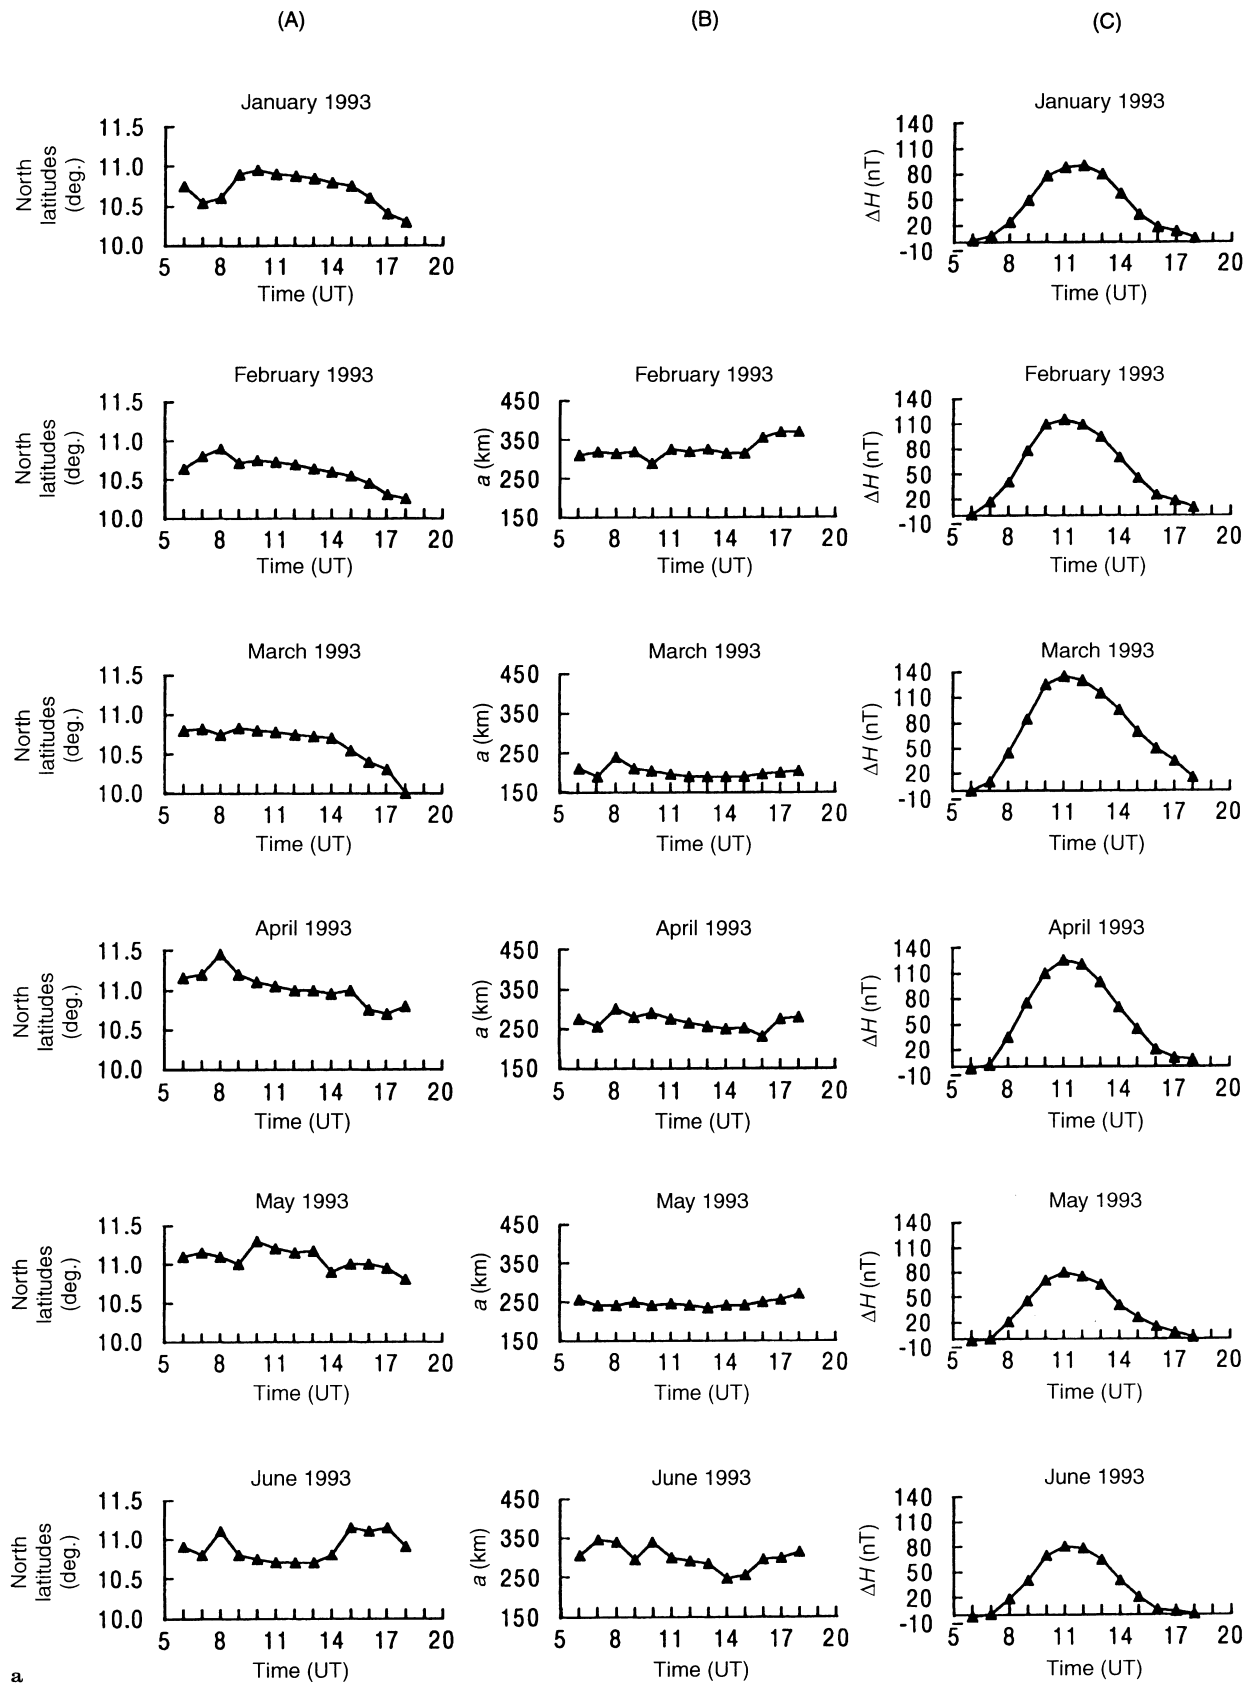 (A) (B) (C)
January 1993
North
latitudes
(deg.)
11.5
11.0
10.5
10.0
5 8 11 14 17 20
Time (UT)
January 1993
ΔH (nT)
140
110
80
50
20
-10
5 8 11 14 17 20
Time (UT)
February 1993
North
latitudes
(deg.)
11.5
11.0
10.5
10.0
5 8 11 14 17 20
Time (UT)
February 1993
a (km)
450
350
250
150
5 8 11 14 17 20
Time (UT)
February 1993
ΔH (nT)
140
110
80
50
20
-10
5 8 11 14 17 20
Time (UT)
March 1993
North
latitudes
(deg.)
11.5
11.0
10.5
10.0
5 8 11 14 17 20
Time (UT)
March 1993
a (km)
450
350
250
150
5 8 11 14 17 20
Time (UT)
March 1993
ΔH (nT)
140
110
80
50
20
-10
5 8 11 14 17 20
Time (UT)
April 1993
North
latitudes
(deg.)
11.5
11.0
10.5
10.0
5 8 11 14 17 20
Time (UT)
April 1993
a (km)
450
350
250
150
5 8 11 14 17 20
Time (UT)
April 1993
ΔH (nT)
140
110
80
50
20
-10
5 8 11 14 17 20
Time (UT)
May 1993
North
latitudes
(deg.)
11.5
11.0
10.5
10.0
5 8 11 14 17 20
Time (UT)
May 1993
a (km)
450
350
250
150
5 8 11 14 17 20
Time (UT)
May 1993
ΔH (nT)
140
110
80
50
20
-10
5 8 11 14 17 20
Time (UT)
June 1993
North
latitudes
(deg.)
11.5
11.0
10.5
10.0
5 8 11 14 17 20
Time (UT)
June 1993
a (km)
450
350
250
150
5 8 11 14 17 20
Time (UT)
June 1993
ΔH (nT)
140
110
80
50
20
-10
5 8 11 14 17 20
Time (UT)
a